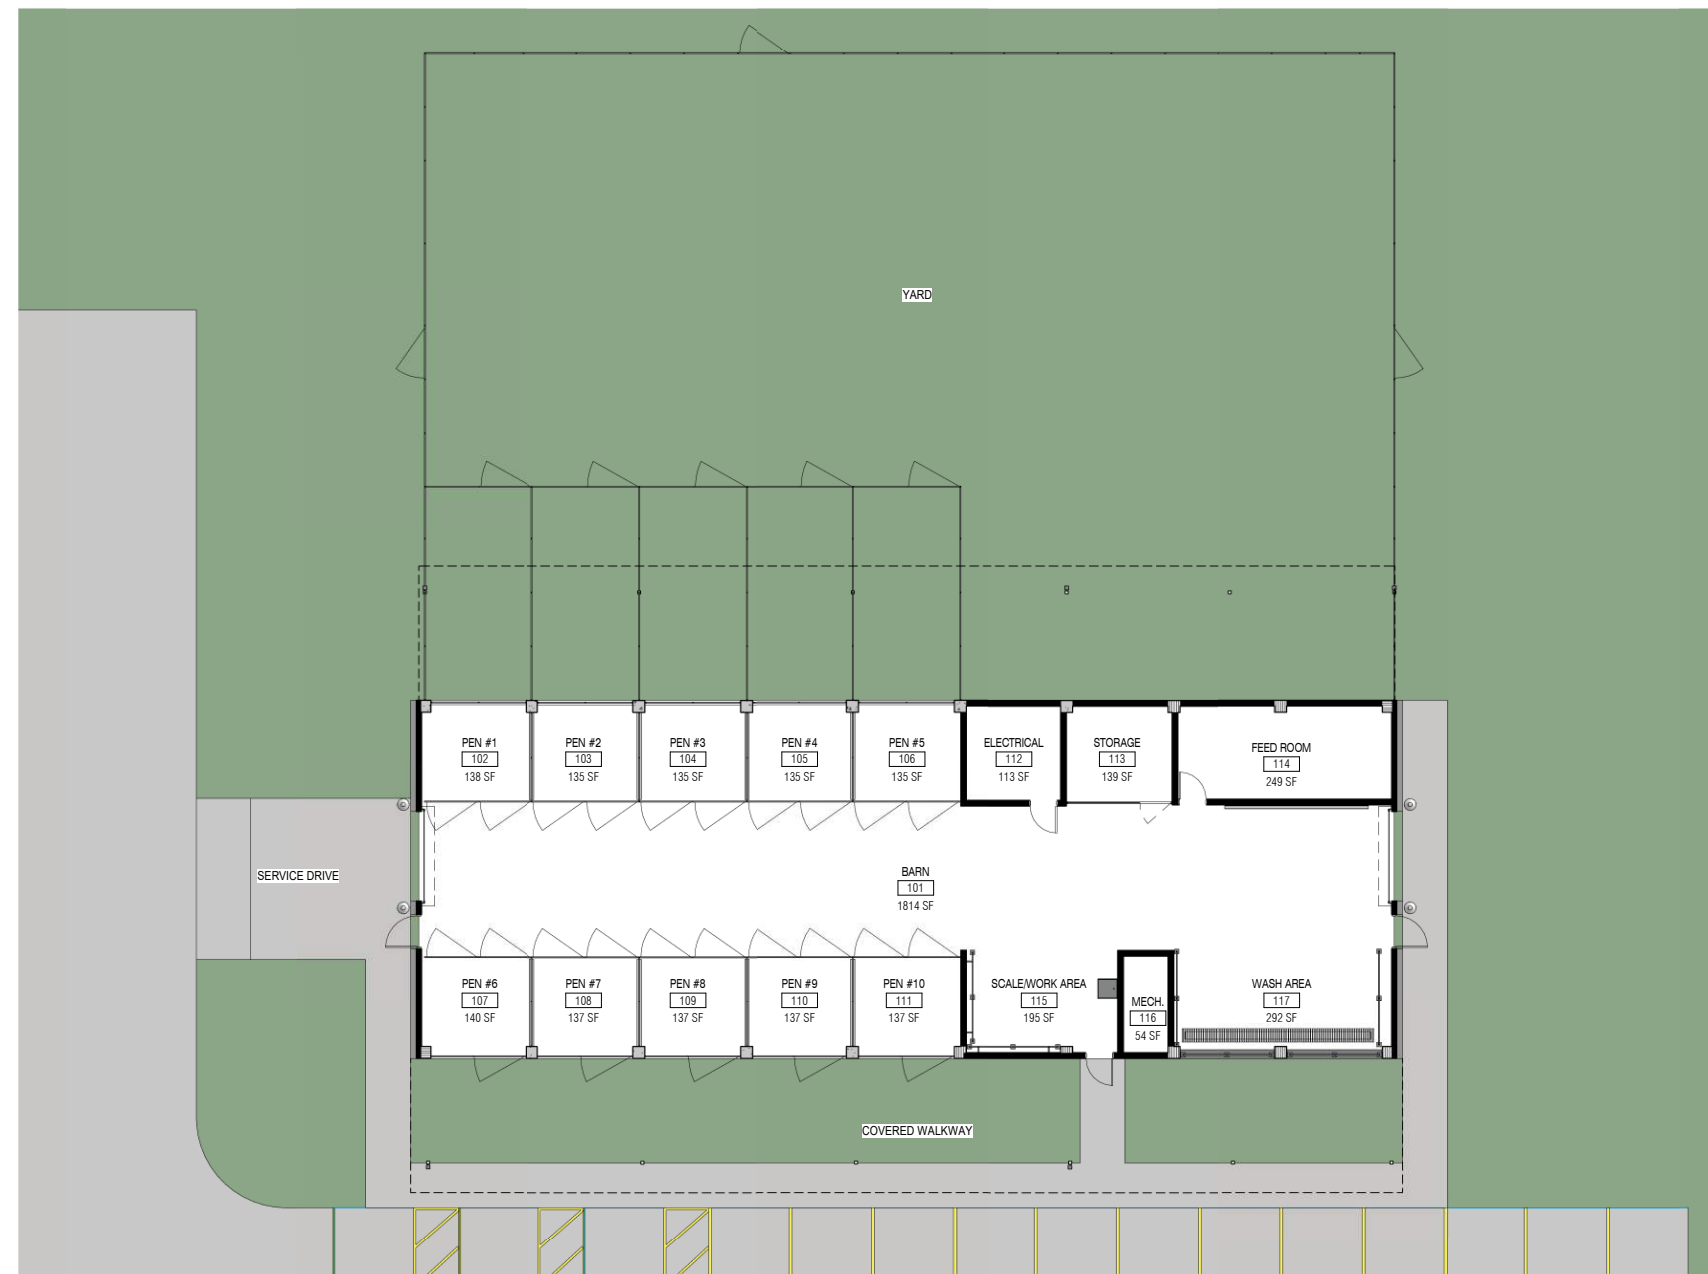 YARD
PEN #1
102
138 SF
PEN #2
103
135 SF
PEN #3
104
135 SF
PEN #4
105
135 SF
PEN #5
106
135 SF
ELECTRICAL
112
113 SF
STORAGE
113
139 SF
FEED ROOM
114
249 SF
SERVICE DRIVE
BARN
101
1814 SF
PEN #6
107
140 SF
PEN #7
108
137 SF
PEN #8
109
137 SF
PEN #9
110
137 SF
PEN #10
111
137 SF
SCALE/WORK AREA
115
195 SF
MECH.
116
54 SF
WASH AREA
117
292 SF
COVERED WALKWAY